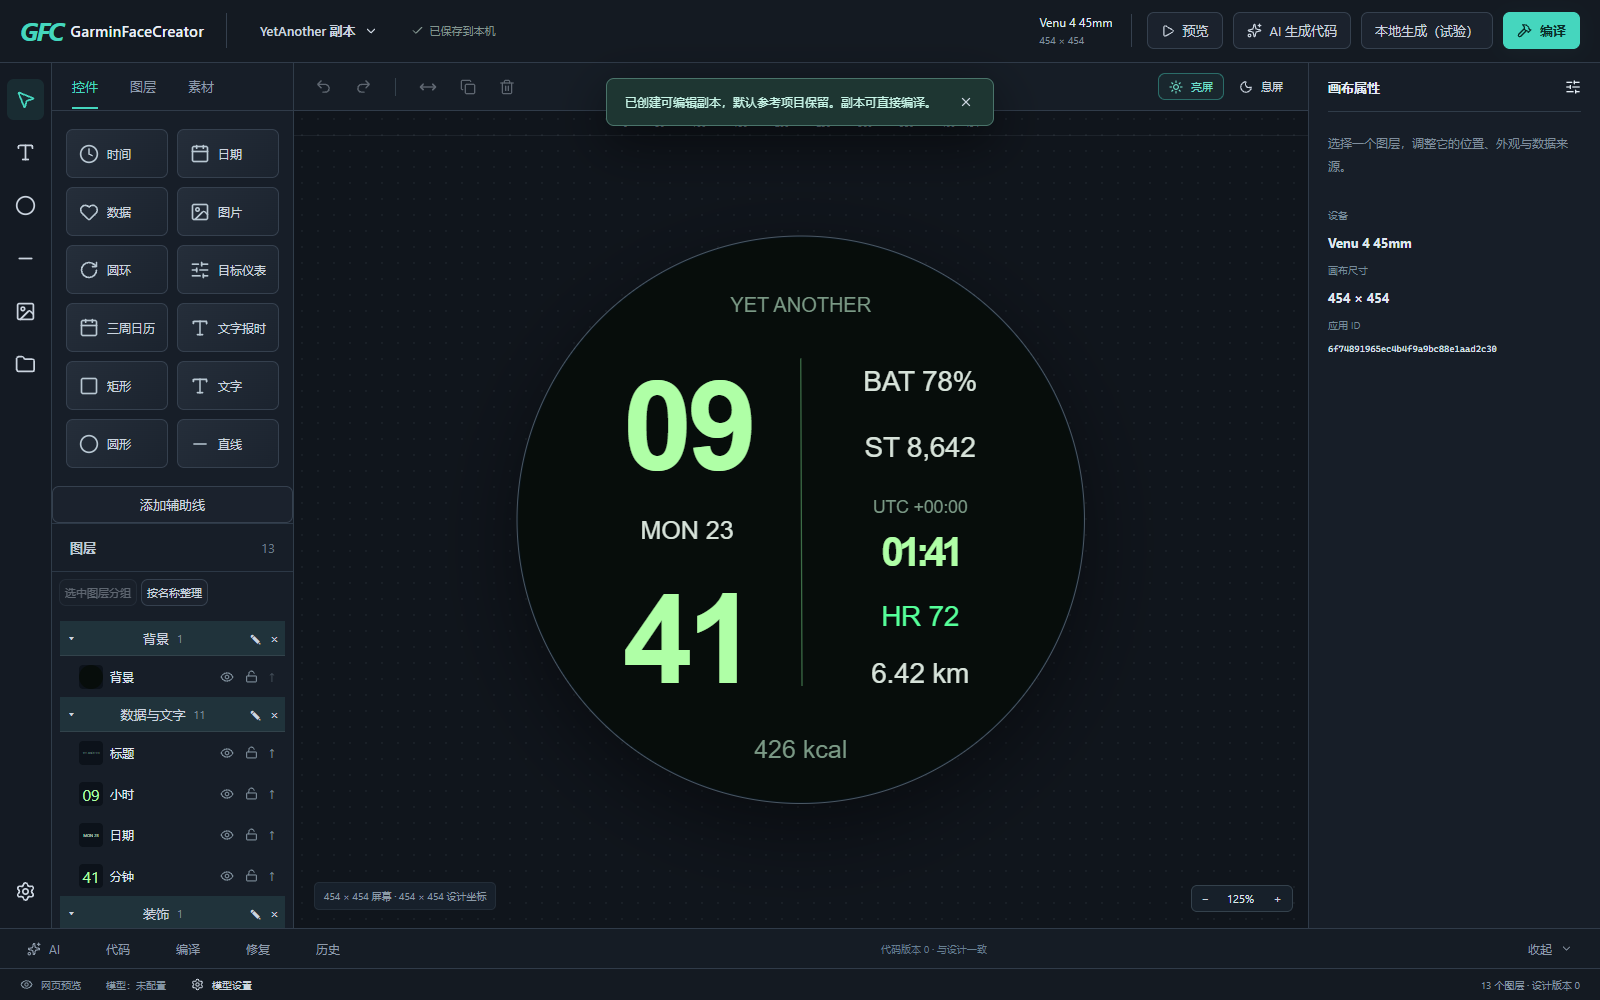 GFC GarminFaceCreator
YetAnother 副本
已保存到本机
Venu 4 45mm
454 × 454
预览
AI 生成代码
本地生成（试验）
编译
控件
图层
素材
已创建可编辑副本，默认参考项目保留。副本可直接编译。
亮屏
息屏
画布属性
时间
日期
数据
图片
圆环
目标仪表
三周日历
文字报时
矩形
文字
圆形
直线
添加辅助线
图层
13
选中图层分组
按名称整理
背景 1
背景
数据与文字 11
标题
09 小时
MON 23 日期
41 分钟
装饰 1
YET ANOTHER
09
MON 23
41
BAT 78%
ST 8,642
UTC +00:00
01:41
HR 72
6.42 km
426 kcal
454 × 454 屏幕 · 454 × 454 设计坐标
− 125% +
选择一个图层，调整它的位置、外观与数据来
源。
设备
Venu 4 45mm
画布尺寸
454 × 454
应用 ID
6f74891965ec4b4f9a9bc88e1aad2c30
AI
代码
编译
修复
历史
代码版本 0 · 与设计一致
收起
网页预览
模型：未配置
模型设置
13 个图层 · 设计版本 0